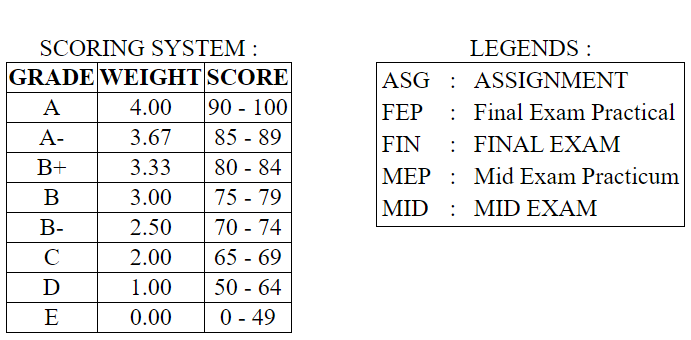 SCORING SYSTEM :
GRADE WEIGHT SCORE
A 4.00 90 - 100
A- 3.67 85 - 89
B+ 3.33 80 - 84
B 3.00 75 - 79
B- 2.50 70 - 74
C 2.00 65 - 69
D 1.00 50 - 64
E 0.00 0 - 49
LEGENDS :
ASG : ASSIGNMENT
FEP : Final Exam Practical
FIN : FINAL EXAM
MEP : Mid Exam Practicum
MID : MID EXAM